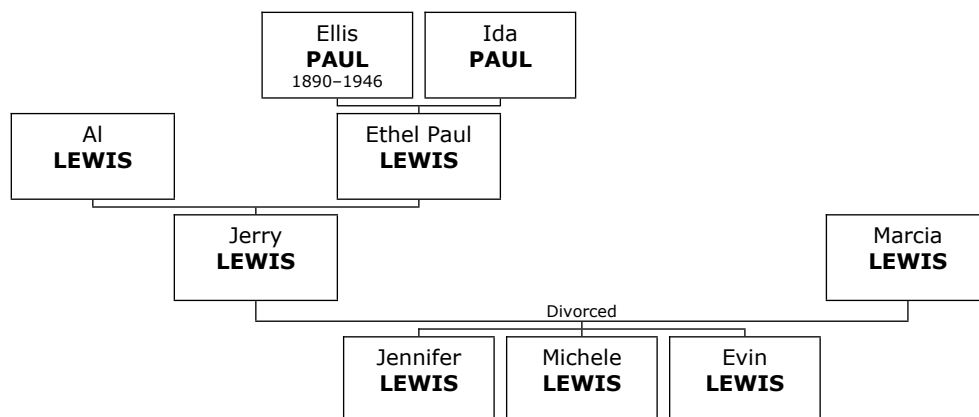 Ellis
PAUL
1890–1946
Ida
PAUL
Al
LEWIS
Ethel Paul
LEWIS
Jerry
LEWIS
Marcia
LEWIS
Divorced
Jennifer
LEWIS
Michele
LEWIS
Evin
LEWIS